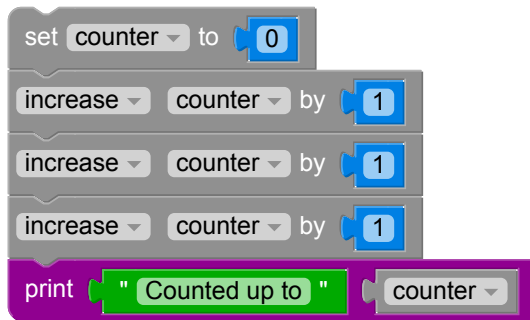 set counter to 0
increase counter by 1
increase counter by 1
increase counter by 1
print " Counted up to " counter